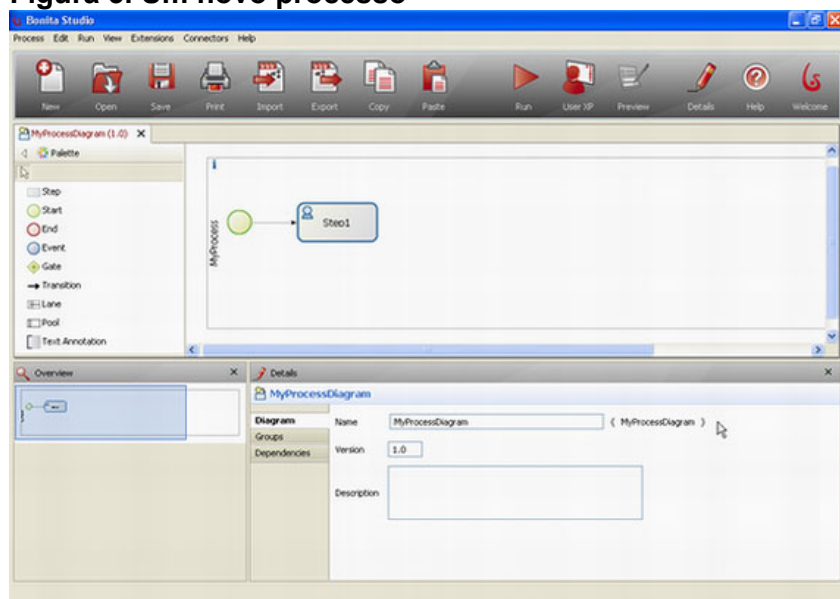 Figura 3. Um novo processo
Bonita Studio
Process Edit Run View Extensions Connectors Help
New Open Save Print Import Export Copy Paste Run User XP Preview Details Help Welcome
MyProcessDiagram (1.0)
Palette
Step
Start
End
Event
Gate
Transition
Lane
Pool
Text Annotation
MyProcess
Step1
Overview
Details
MyProcessDiagram
Diagram
Groups
Dependencies
Name MyProcessDiagram ( MyProcessDiagram )
Version 1.0
Description